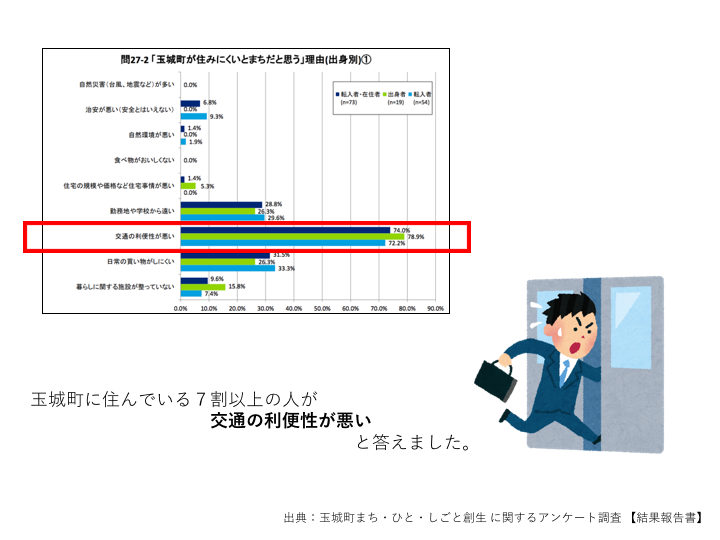 問27-2 「玉城町が住みにくいとまちだと思う」理由(出身別)①
転入者・在住者 出身者 転入者
(n=73) (n=19) (n=54)
自然災害（台風、地震など）が多い 0.0%
治安が悪い（安全とはいえない） 6.8% 0.0% 9.3%
自然環境が悪い 1.4% 0.0% 1.9%
食べ物がおいしくない 0.0%
住宅の規模や価格など住宅事情が悪い 1.4% 5.3% 0.0%
勤務地や学校から遠い 28.8% 26.3% 29.6%
交通の利便性が悪い 74.0% 78.9% 72.2%
日常の買い物がしにくい 31.5% 26.3% 33.3%
暮らしに関する施設が整っていない 9.6% 15.8% 7.4%
0.0% 10.0% 20.0% 30.0% 40.0% 50.0% 60.0% 70.0% 80.0% 90.0%
玉城町に住んでいる７割以上の人が
交通の利便性が悪い
と答えました。
出典：玉城町まち・ひと・しごと創生 に関するアンケート調査 【結果報告書】